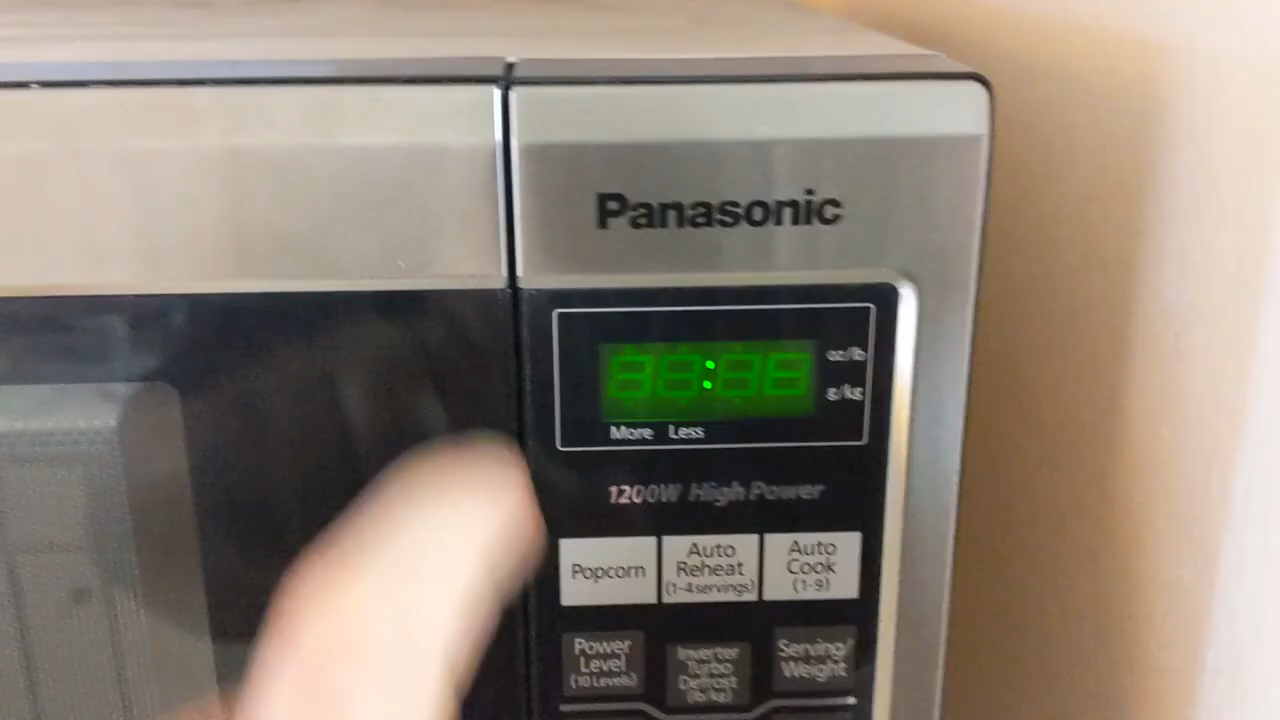 Panasonic
oz/lb
g/kg
More Less
1200W High Power
Popcorn
Auto
Reheat
(1-4 servings)
Auto
Cook
(1-9)
Power
Level
(10 Levels)
Inverter
Turbo
Defrost
(lb/kg)
Serving/
Weight